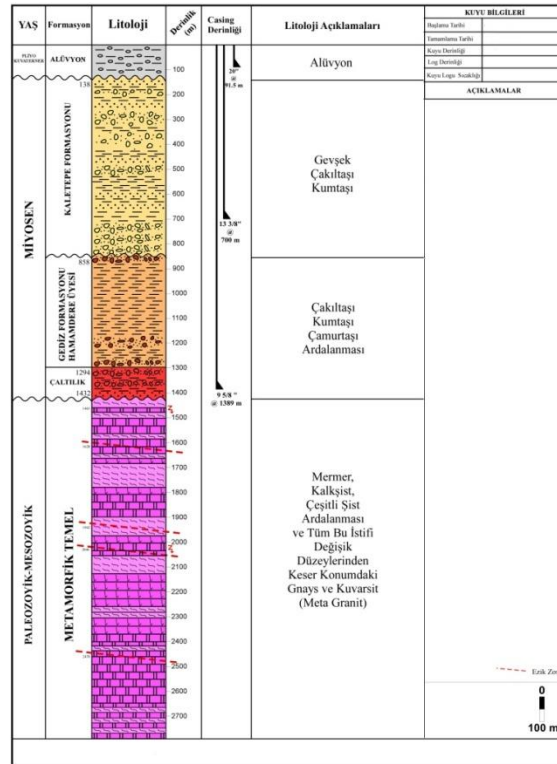 YAŞ
Formasyon
Litoloji
Derinlik
(m)
Casing
Derinliği
Litoloji Açıklamaları
KUYU BİLGİLERİ
Başlama Tarihi
Tamamlama Tarihi
Kuyu Derinliği
Log Derinliği
Kuyu Logu Sıcaklığı
AÇIKLAMALAR
ALÜVYON
100
138
200
300
400
500
600
700
800
858
900
1000
1100
1200
1294
1300
1400
1432
1500
1600
1700
1800
1900
2000
2100
2200
2300
2400
2500
2600
2700
MİYOSEN
KALETEPE FORMASYONU
GEDİZ FORMASYONU
HAMAMDERE ÜYESİ
ÇALTILIK
PALEOZOYİK-MESOZOYİK
METAMORFİK TEMEL
20"
@
91.5 m
13 3/8"
@
700 m
9 5/8 "
@ 1389 m
Alüvyon
Gevşek
Çakıltaşı
Kumtaşı
Çakıltaşı
Kumtaşı
Çamurtaşı
Ardalanması
Mermer,
Kalkşist,
Çeşitli Şist
Ardalanması
ve Tüm Bu İstifi
Değişik
Düzeylerinden
Keser Konumdaki
Gnays ve Kuvarsit
(Meta Granit)
Ezik Zon
0
100 m